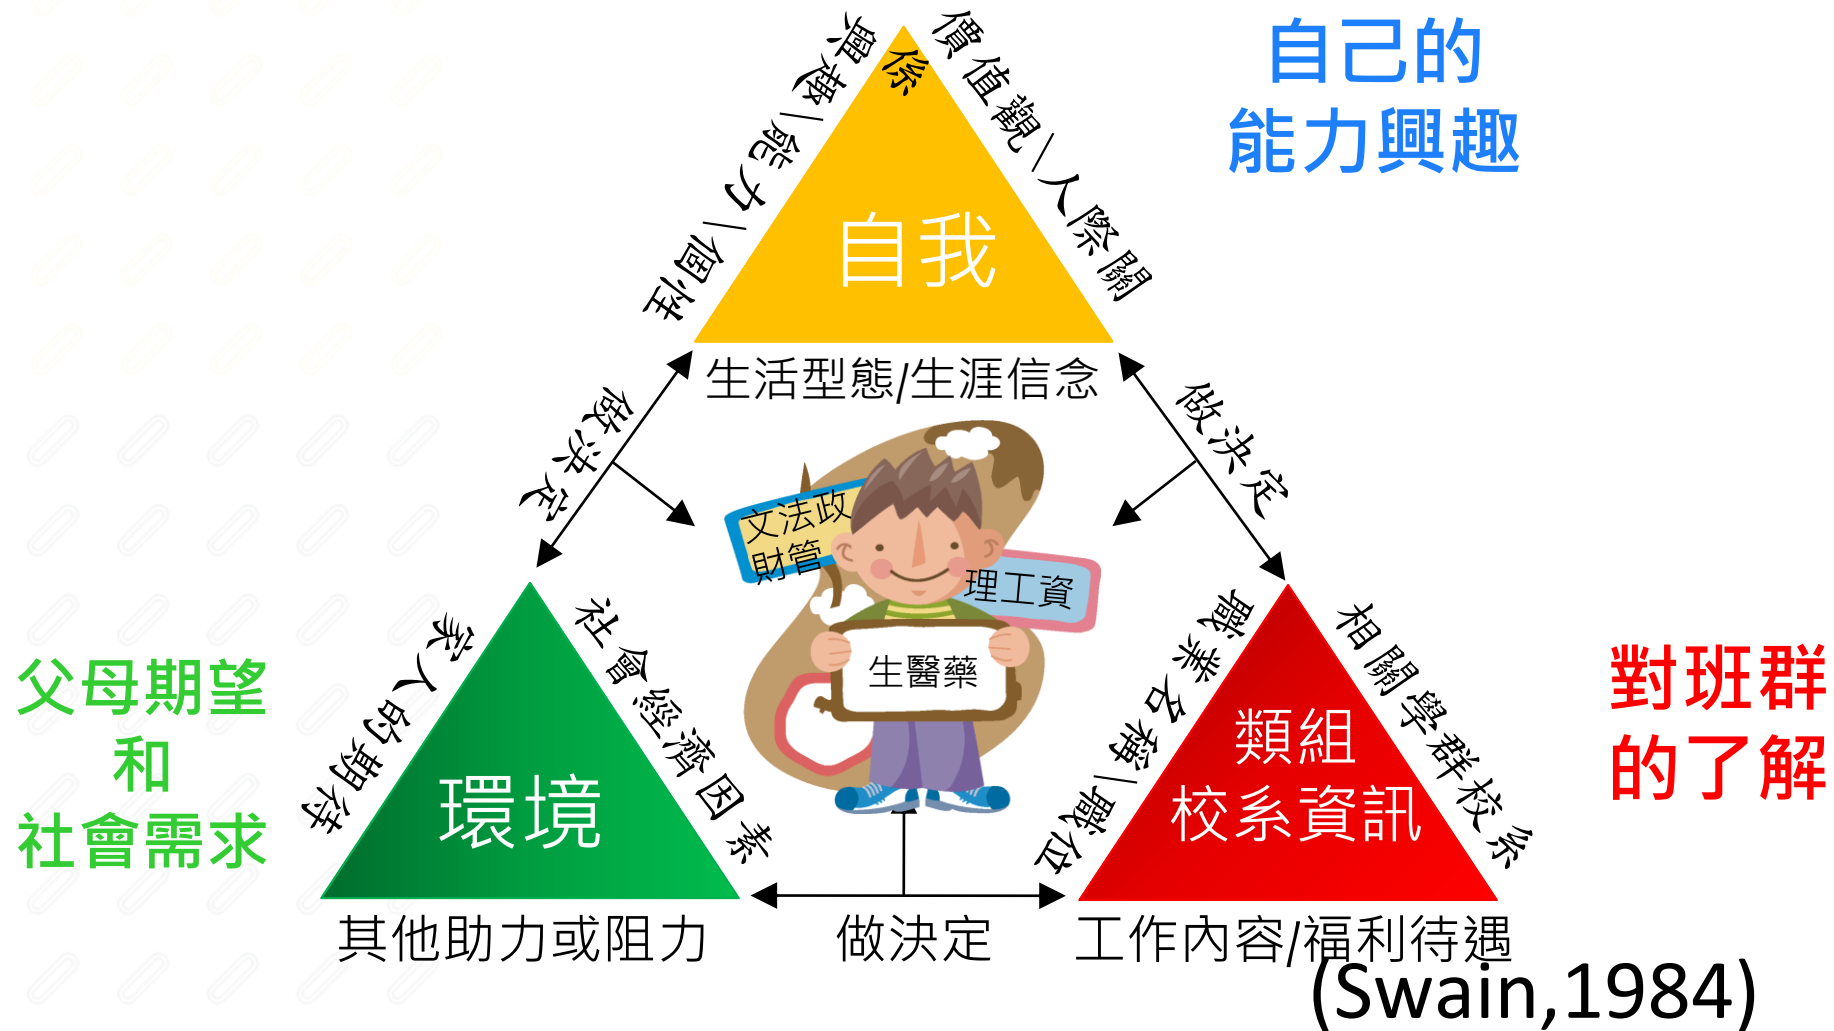 自己的
能力興趣
興趣/能力/個性
價值觀/人際關
係
自我
生活型態/生涯信念
做決定
做決定
文法政
財管
理工資
生醫藥
父母期望
和
社會需求
家人的期待
社會經濟因素
環境
其他助力或阻力
做決定
職業名稱/職位
相關學群校系
類組
校系資訊
工作內容/福利待遇
對班群
的了解
(Swain,1984)